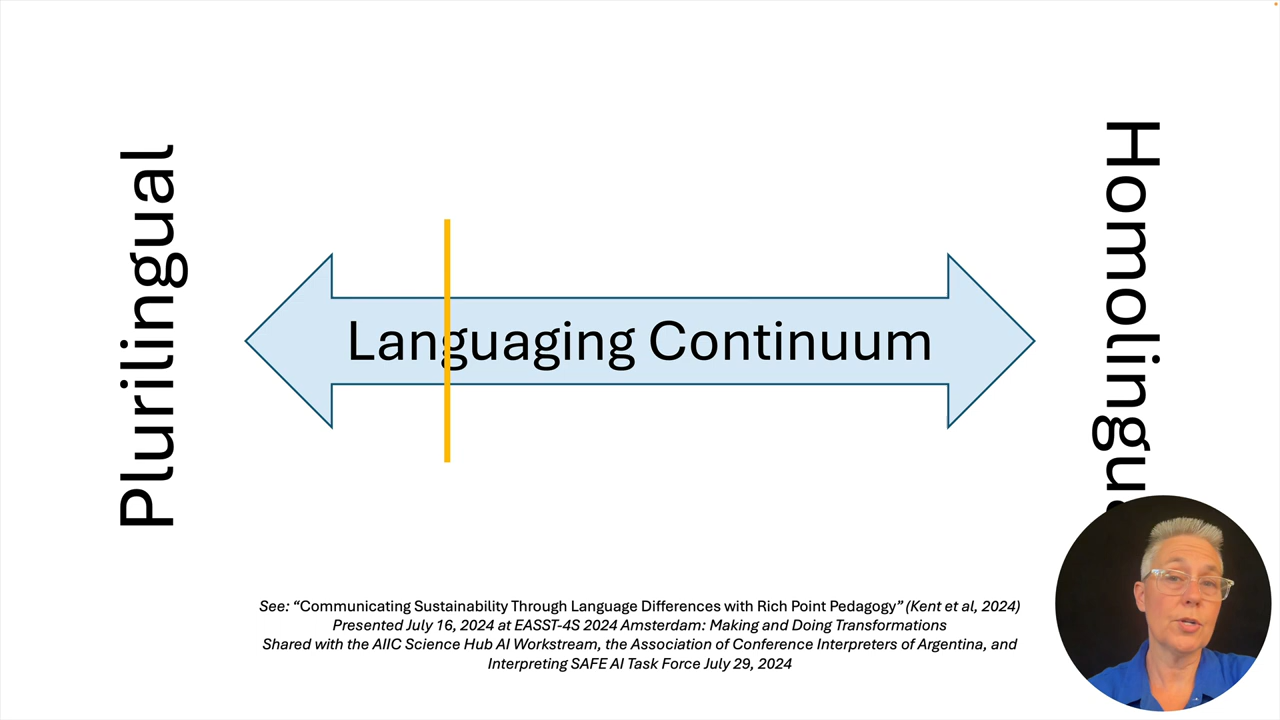 Plurilingual
Languaging Continuum
Homolingu
See: “Communicating Sustainability Through Language Differences with Rich Point Pedagogy” (Kent et al, 2024)
Presented July 16, 2024 at EASST-4S 2024 Amsterdam: Making and Doing Transformations
Shared with the AIIC Science Hub AI Workstream, the Association of Conference Interpreters of Argentina, and
Interpreting SAFE AI Task Force July 29, 2024